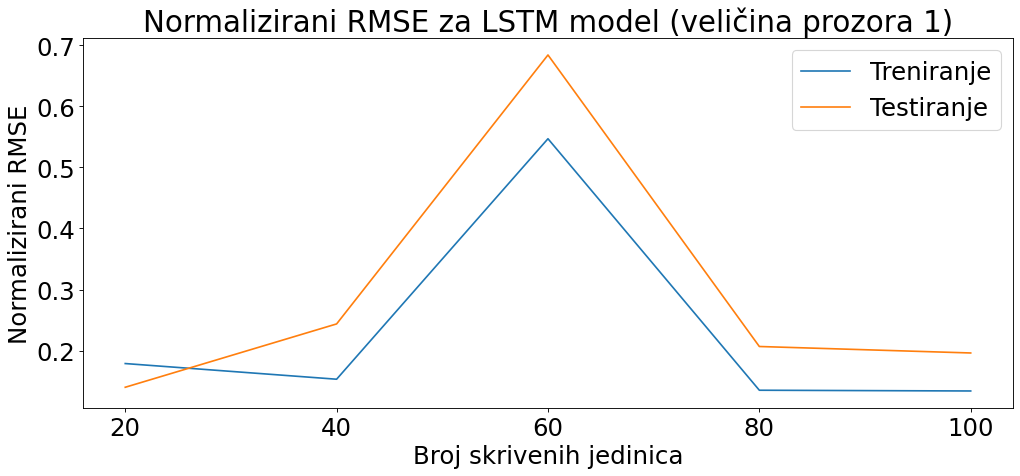 Normalizirani RMSE za LSTM model (veličina prozora 1)
Normalizirani RMSE
0.7
0.6
0.5
0.4
0.3
0.2
Treniranje
Testiranje
20 40 60 80 100
Broj skrivenih jedinica